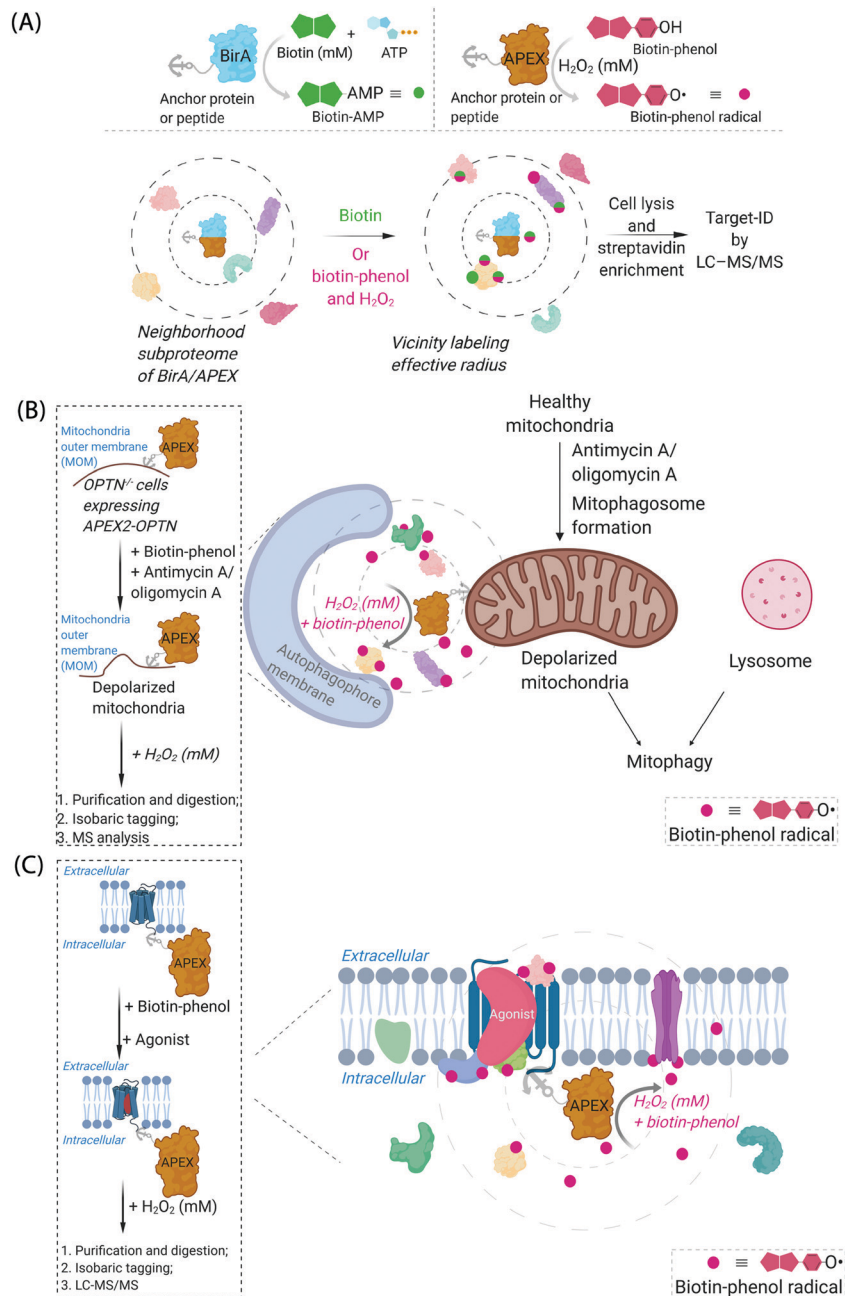 (A)
BirA
Anchor protein
or peptide
Biotin (mM)
+
ATP
AMP ≡
Biotin-AMP
APEX
Anchor protein or
peptide
H₂O₂ (mM)
OH
Biotin-phenol
O• ≡
Biotin-phenol radical
Neighborhood
subproteome
of BirA/APEX
Biotin
Or
biotin-phenol
and H₂O₂
Vicinity labeling
effective radius
Cell lysis
and
streptavidin
enrichment
Target-ID
by
LC–MS/MS
(B)
Mitochondria
outer membrane
(MOM)
APEX
OPTN⁻/⁻ cells
expressing
APEX2-OPTN
+ Biotin-phenol
+ Antimycin A/
oligomycin A
Mitochondria
outer
membrane
(MOM)
APEX
Depolarized
mitochondria
+ H₂O₂ (mM)
1. Purification and digestion;
2. Isobaric tagging;
3. MS analysis
Autophagophore
membrane
H₂O₂ (mM)
+ biotin-phenol
Healthy
mitochondria
Antimycin A/
oligomycin A
Mitophagosome
formation
Depolarized
mitochondria
Lysosome
Mitophagy
≡ O•
Biotin-phenol radical
(C)
Extracellular
Intracellular
APEX
+ Biotin-phenol
+ Agonist
Extracellular
Intracellular
APEX
+ H₂O₂ (mM)
1. Purification and digestion;
2. Isobaric tagging;
3. LC-MS/MS
Extracellular
Agonist
Intracellular
APEX
H₂O₂ (mM)
+ biotin-phenol
≡ O•
Biotin-phenol radical